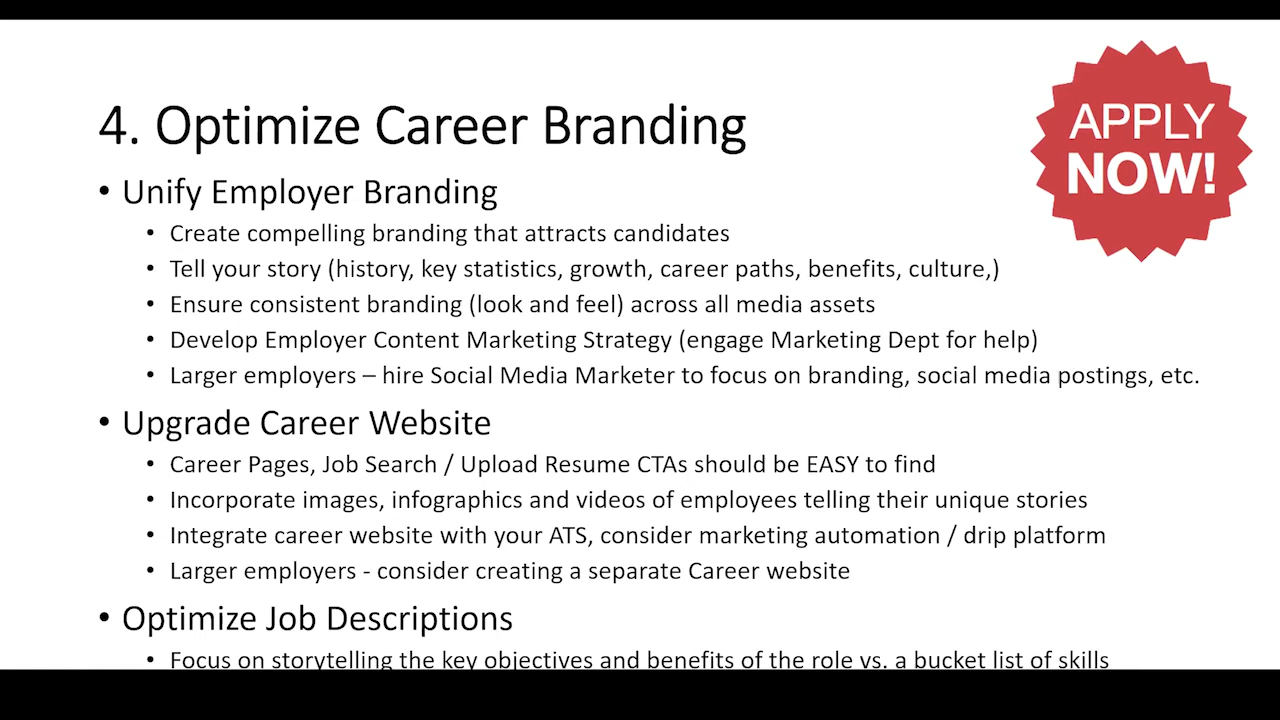 4. Optimize Career Branding
APPLY
NOW!
• Unify Employer Branding
• Create compelling branding that attracts candidates
• Tell your story (history, key statistics, growth, career paths, benefits, culture,)
• Ensure consistent branding (look and feel) across all media assets
• Develop Employer Content Marketing Strategy (engage Marketing Dept for help)
• Larger employers – hire Social Media Marketer to focus on branding, social media postings, etc.
• Upgrade Career Website
• Career Pages, Job Search / Upload Resume CTAs should be EASY to find
• Incorporate images, infographics and videos of employees telling their unique stories
• Integrate career website with your ATS, consider marketing automation / drip platform
• Larger employers - consider creating a separate Career website
• Optimize Job Descriptions
• Focus on storytelling the key objectives and benefits of the role vs. a bucket list of skills